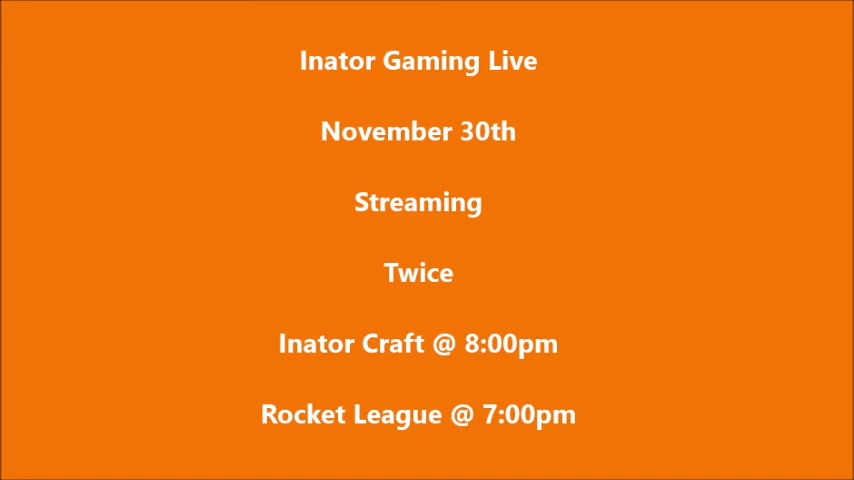 Inator Gaming Live
November 30th
Streaming
Twice
Inator Craft @ 8:00pm
Rocket League @ 7:00pm